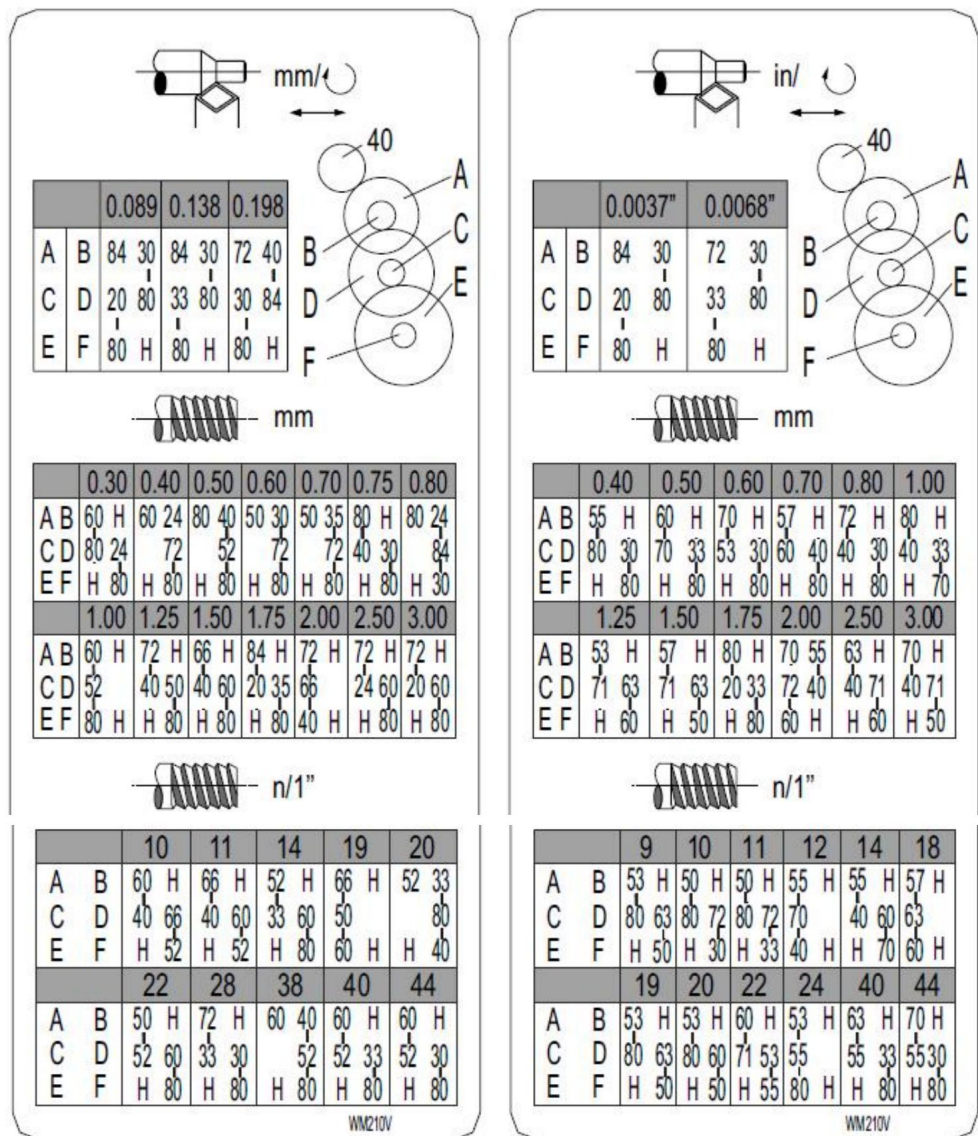 mm/
40
A
B
C
D
E
F
0.089 0.138 0.198
A B 84 30 84 30 72 40
C D 20 80 33 80 30 84
E F 80 H 80 H 80 H
mm
0.30 0.40 0.50 0.60 0.70 0.75 0.80
A B 60 H 60 24 80 40 50 30 50 35 80 H 80 24
C D 80 24 72 52 72 72 40 30 84
E F H 80 H 80 H 80 H 80 H 80 H 80 H 30
1.00 1.25 1.50 1.75 2.00 2.50 3.00
A B 60 H 72 H 66 H 84 H 72 H 72 H 72 H
C D 52 40 50 40 60 20 35 66 24 60 20 60
E F 80 H H 80 H 80 H 80 40 H H 80 H 80
n/1”
10 11 14 19 20
A B 60 H 66 H 52 H 66 H 52 33
C D 40 66 40 60 33 60 50 80
E F H 52 H 52 H 80 60 H H 40
22 28 38 40 44
A B 50 H 72 H 60 40 60 H 60 H
C D 52 60 33 30 52 52 33 52 30
E F H 80 H 80 H 80 H 80 H 80
WM210V
in/
40
A
B
C
D
E
F
0.0037” 0.0068”
A B 84 30 72 30
C D 20 80 33 80
E F 80 H 80 H
mm
0.40 0.50 0.60 0.70 0.80 1.00
A B 55 H 60 H 70 H 57 H 72 H 80 H
C D 80 30 70 33 53 30 60 40 40 30 40 33
E F H 80 H 80 H 80 H 80 H 80 H 70
1.25 1.50 1.75 2.00 2.50 3.00
A B 53 H 57 H 80 H 70 55 63 H 70 H
C D 71 63 71 63 20 33 72 40 40 71 40 71
E F H 60 H 50 H 80 60 H H 60 H 50
n/1”
9 10 11 12 14 18
A B 53 H 50 H 50 H 55 H 55 H 57 H
C D 80 63 80 72 80 72 70 40 60 63
E F H 50 H 30 H 33 40 H H 70 60 H
19 20 22 24 40 44
A B 53 H 53 H 60 H 53 H 63 H 70 H
C D 80 63 80 60 71 53 55 55 33 55 30
E F H 50 H 50 H 55 80 H H 80 H 80
WM210V